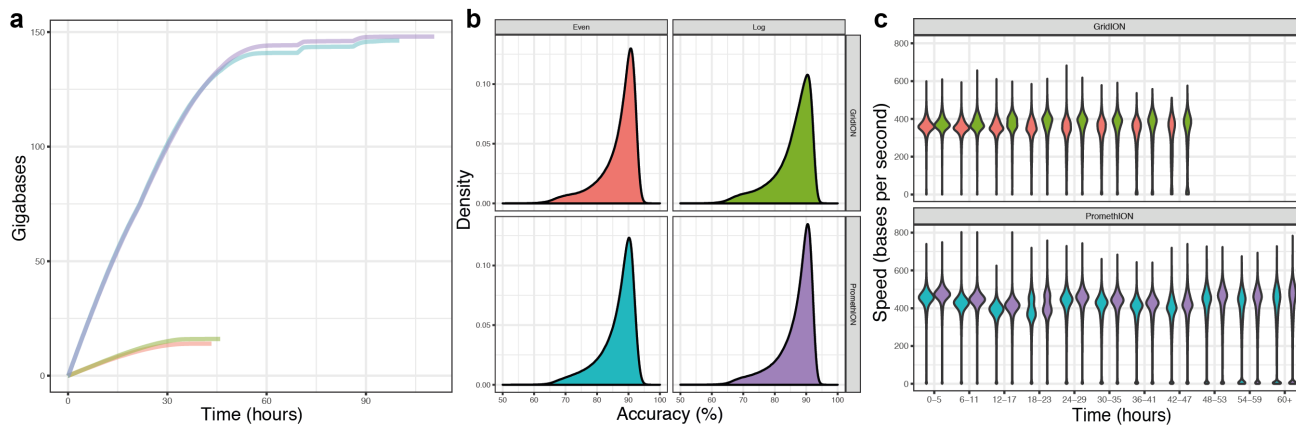 a
150
100
50
0
Gigabases
0 30 60 90
Time (hours)
b
Even Log
0.10
0.05
0.00
GridION
0.10
0.05
0.00
PromethION
Density
50 60 70 80 90 100 50 60 70 80 90 100
Accuracy (%)
c
GridION
800
600
400
200
0
PromethION
800
600
400
200
0
Speed (bases per second)
0–5 6–11 12–17 18–23 24–29 30–35 36–41 42–47 48–53 54–59 60+
Time (hours)